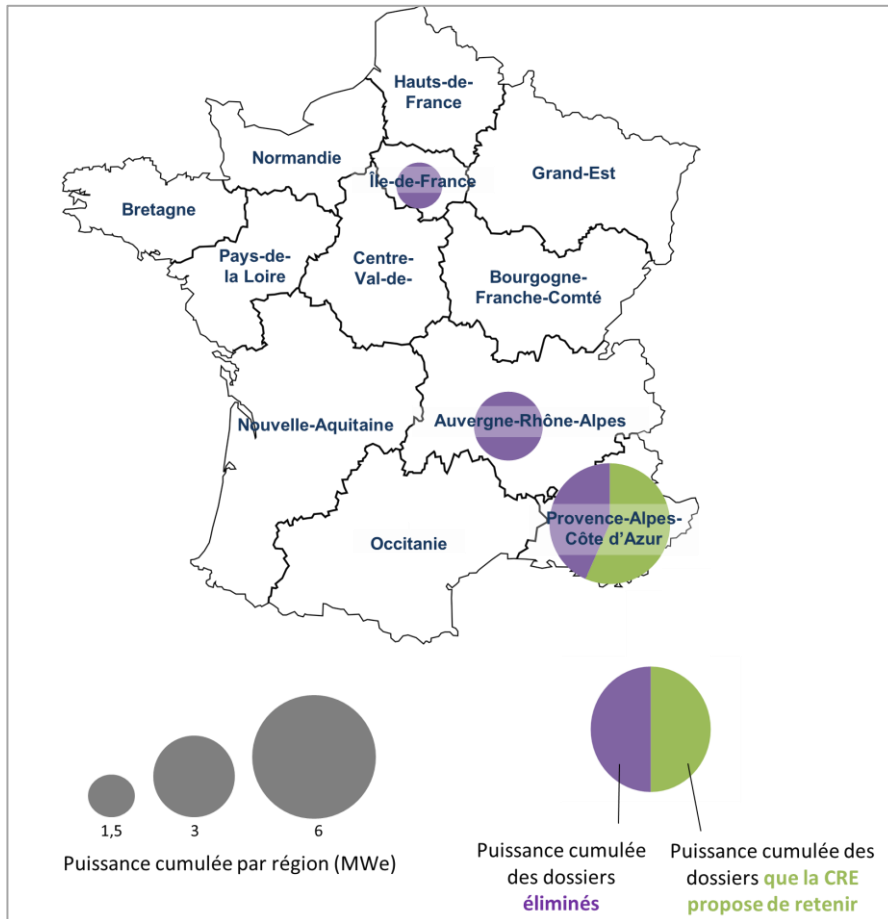 Hauts-de-
France
Normandie
Île-de-France
Grand-Est
Bretagne
Pays-de-
la Loire
Centre-
Val-de-
Bourgogne-
Franche-Comté
Nouvelle-Aquitaine
Auvergne-Rhône-Alpes
Provence-Alpes-
Côte d’Azur
Occitanie
1,5
3
6
Puissance cumulée par région (MWe)
Puissance cumulée
des dossiers
éliminés
Puissance cumulée des
dossiers que la CRE
propose de retenir